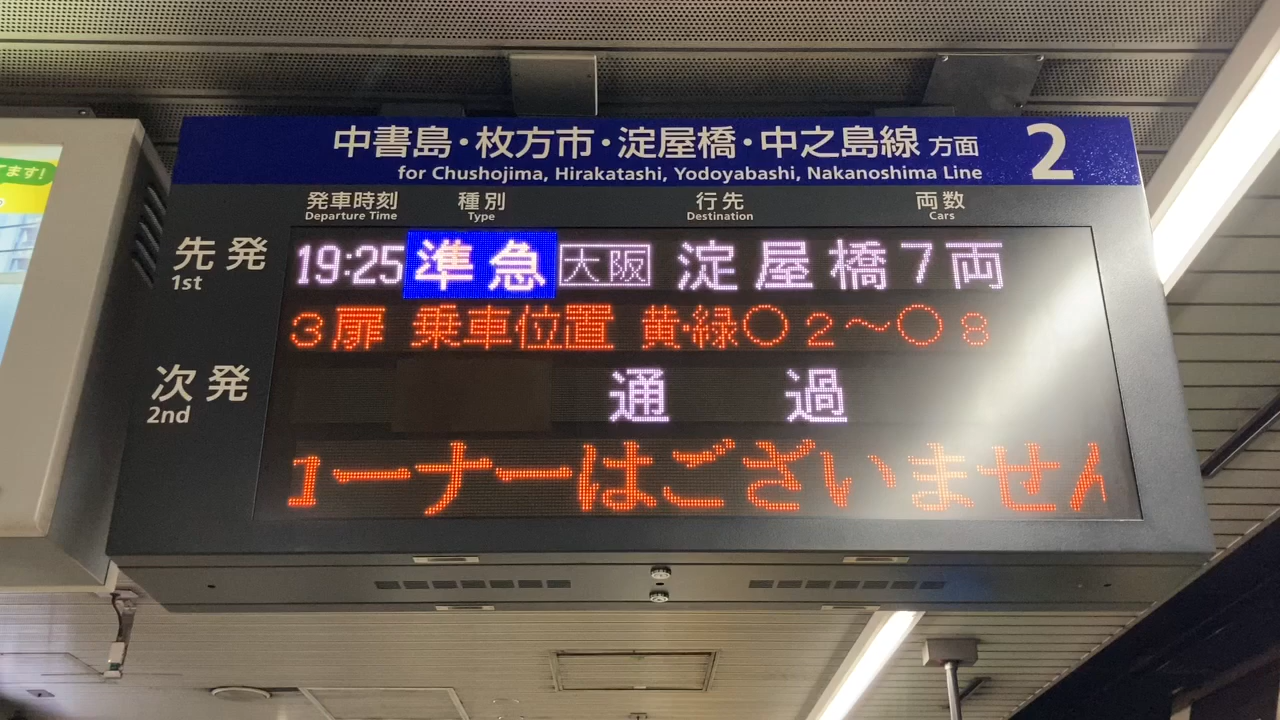 てます!
中書島・枚方市・淀屋橋・中之島線 方面 2
for Chushojima, Hirakatashi, Yodoyabashi, Nakanoshima Line
発車時刻 種別 行先 両数
Departure Time Type Destination Cars
先発 19:25 準急 大阪 淀屋橋 7両
1st
3扉 乗車位置 黄・緑○2~○8
次発 通過
2nd
ーナーはございません